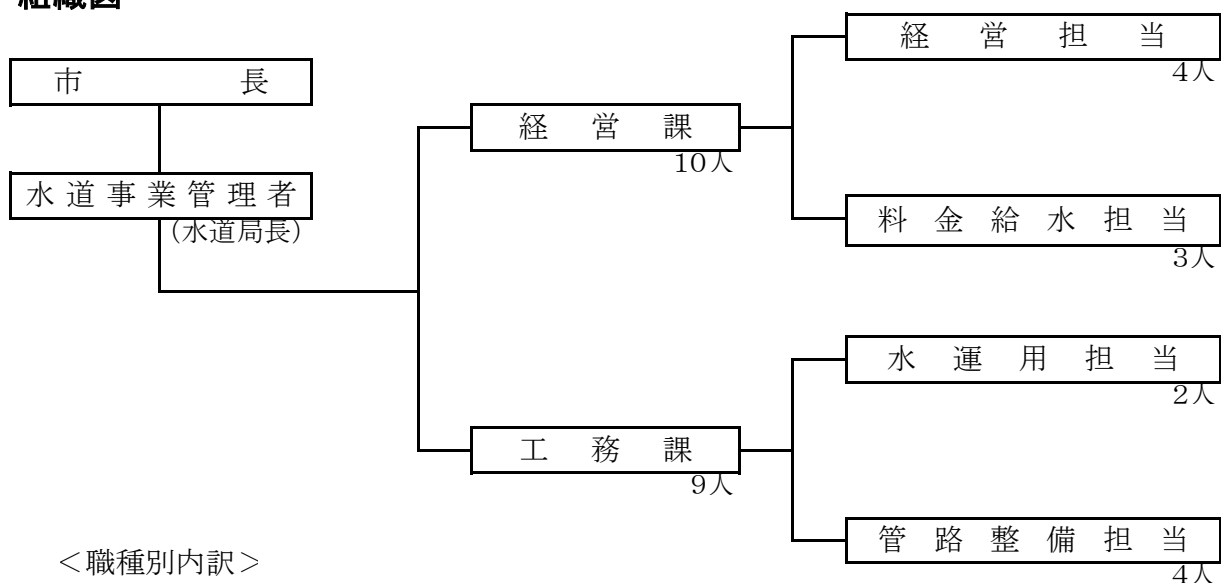 組織図
市長
水道事業管理者
(水道局長)
経営課
10人
経営担当
4人
料金給水担当
3人
工務課
9人
水運用担当
2人
管路整備担当
4人
＜職種別内訳＞